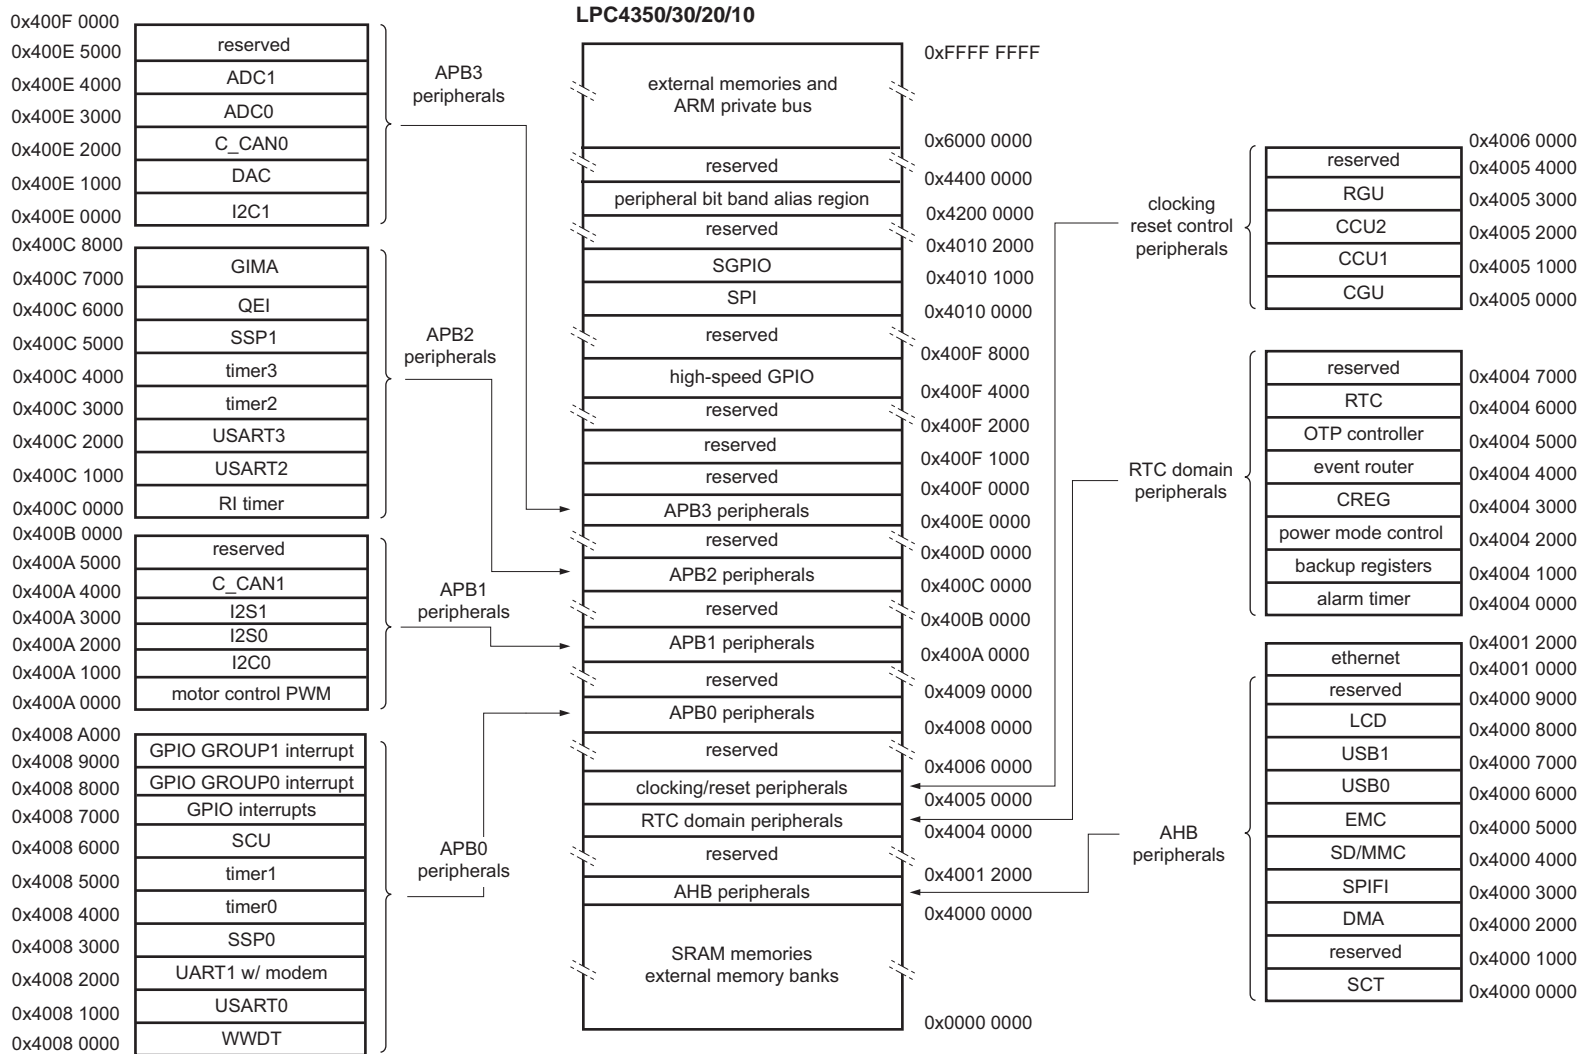 LPC4350/30/20/10
0x400F 0000
reserved
0x400E 5000
ADC1
0x400E 4000
ADC0
0x400E 3000
C_CAN0
0x400E 2000
DAC
0x400E 1000
I2C1
0x400E 0000
APB3
peripherals
0x400C 8000
GIMA
0x400C 7000
QEI
0x400C 6000
SSP1
0x400C 5000
timer3
0x400C 4000
timer2
0x400C 3000
USART3
0x400C 2000
USART2
0x400C 1000
RI timer
0x400C 0000
APB2
peripherals
0x400B 0000
reserved
0x400A 5000
C_CAN1
0x400A 4000
I2S1
0x400A 3000
I2S0
0x400A 2000
I2C0
0x400A 1000
motor control PWM
0x400A 0000
APB1
peripherals
0x4008 A000
GPIO GROUP1 interrupt
0x4008 9000
GPIO GROUP0 interrupt
0x4008 8000
GPIO interrupts
0x4008 7000
SCU
0x4008 6000
timer1
0x4008 5000
timer0
0x4008 4000
SSP0
0x4008 3000
UART1 w/ modem
0x4008 2000
USART0
0x4008 1000
WWDT
0x4008 0000
APB0
peripherals
0xFFFF FFFF
external memories and
ARM private bus
0x6000 0000
reserved
0x4400 0000
peripheral bit band alias region
0x4200 0000
reserved
0x4010 2000
SGPIO
0x4010 1000
SPI
0x4010 0000
reserved
0x400F 8000
high-speed GPIO
0x400F 4000
reserved
0x400F 2000
reserved
0x400F 1000
reserved
0x400F 0000
APB3 peripherals
0x400E 0000
reserved
0x400D 0000
APB2 peripherals
0x400C 0000
reserved
0x400B 0000
APB1 peripherals
0x400A 0000
reserved
0x4009 0000
APB0 peripherals
0x4008 0000
reserved
0x4006 0000
clocking/reset peripherals
0x4005 0000
RTC domain peripherals
0x4004 0000
reserved
0x4001 2000
AHB peripherals
0x4000 0000
SRAM memories
external memory banks
0x0000 0000
clocking
reset control
peripherals
0x4006 0000
reserved
0x4005 4000
RGU
0x4005 3000
CCU2
0x4005 2000
CCU1
0x4005 1000
CGU
0x4005 0000
RTC domain
peripherals
reserved
0x4004 7000
RTC
0x4004 6000
OTP controller
0x4004 5000
event router
0x4004 4000
CREG
0x4004 3000
power mode control
0x4004 2000
backup registers
0x4004 1000
alarm timer
0x4004 0000
AHB
peripherals
0x4001 2000
ethernet
0x4001 0000
reserved
0x4000 9000
LCD
0x4000 8000
USB1
0x4000 7000
USB0
0x4000 6000
EMC
0x4000 5000
SD/MMC
0x4000 4000
SPIFI
0x4000 3000
DMA
0x4000 2000
reserved
0x4000 1000
SCT
0x4000 0000